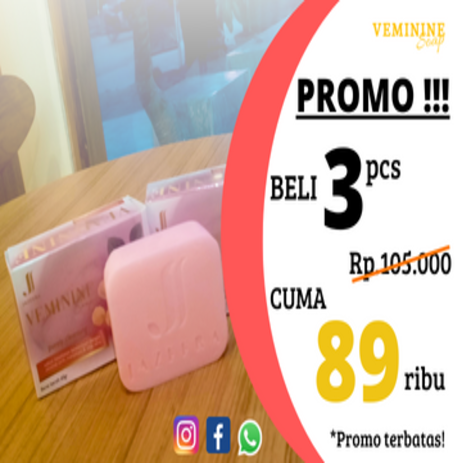 VEMININE
Soap
PROMO !!!
BELI 3 pcs
Rp 105.000
CUMA
89 ribu
*Promo terbatas!
VEMININE